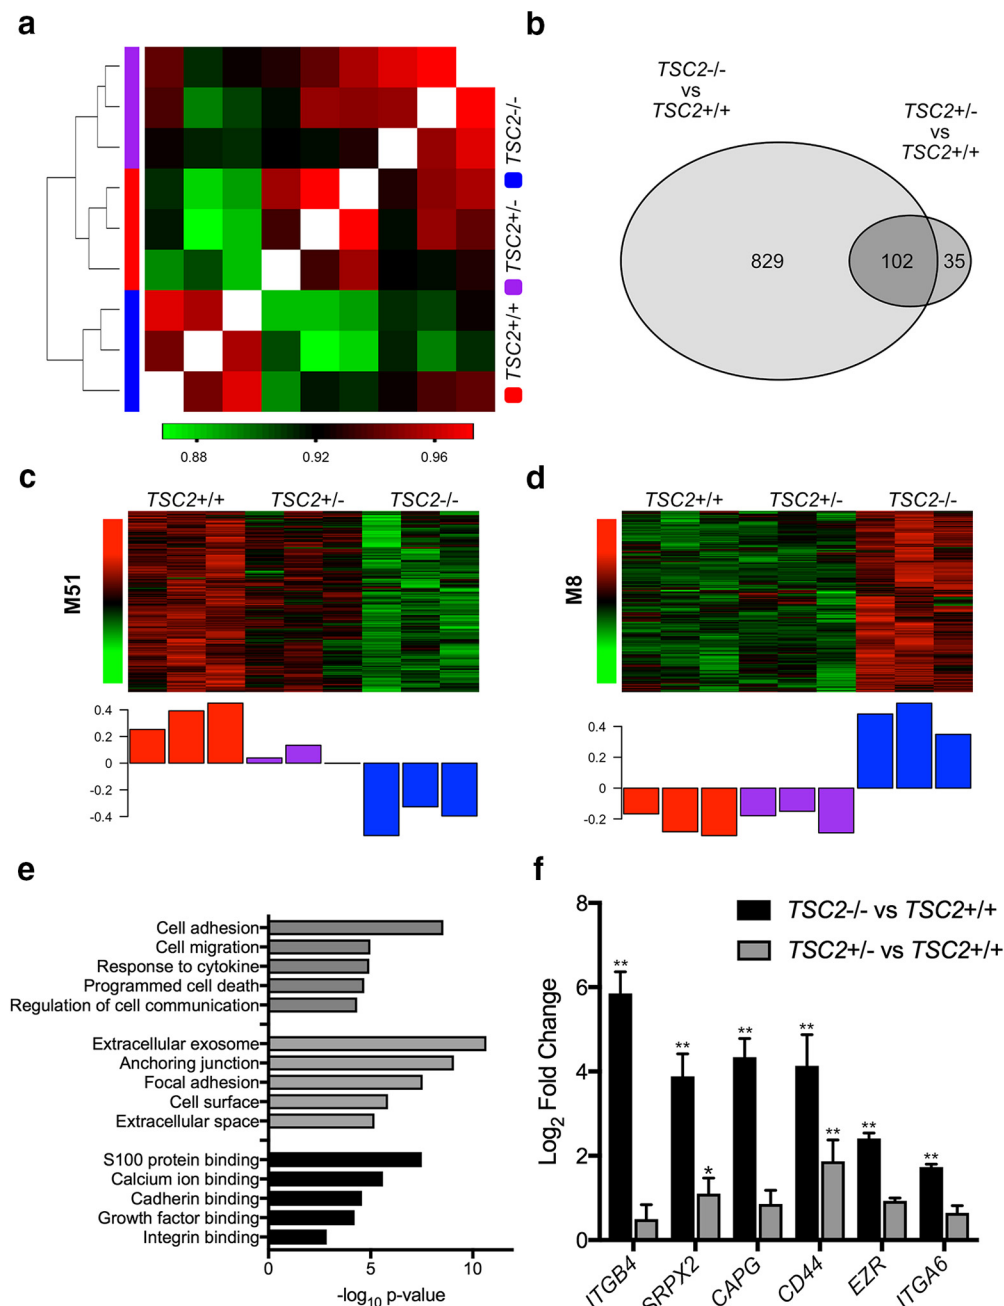 a
TSC2-/-
TSC2+/-
TSC2+/+
0.88
0.92
0.96
b
TSC2-/-
vs
TSC2+/+
TSC2+/-
vs
TSC2+/+
829
102
35
c
TSC2+/+
TSC2+/-
TSC2-/-
M51
0.4
0.2
0
-0.2
-0.4
d
TSC2+/+
TSC2+/-
TSC2-/-
M8
0.4
0.2
0
-0.2
e
Cell adhesion
Cell migration
Response to cytokine
Programmed cell death
Regulation of cell communication
Extracellular exosome
Anchoring junction
Focal adhesion
Cell surface
Extracellular space
S100 protein binding
Calcium ion binding
Cadherin binding
Growth factor binding
Integrin binding
0
5
10
-log10 p-value
f
TSC2-/- vs TSC2+/+
TSC2+/- vs TSC2+/+
Log2 Fold Change
8
6
4
2
0
**
**
*
**
**
**
**
**
ITGB4
SRPX2
CAPG
CD44
EZR
ITGA6